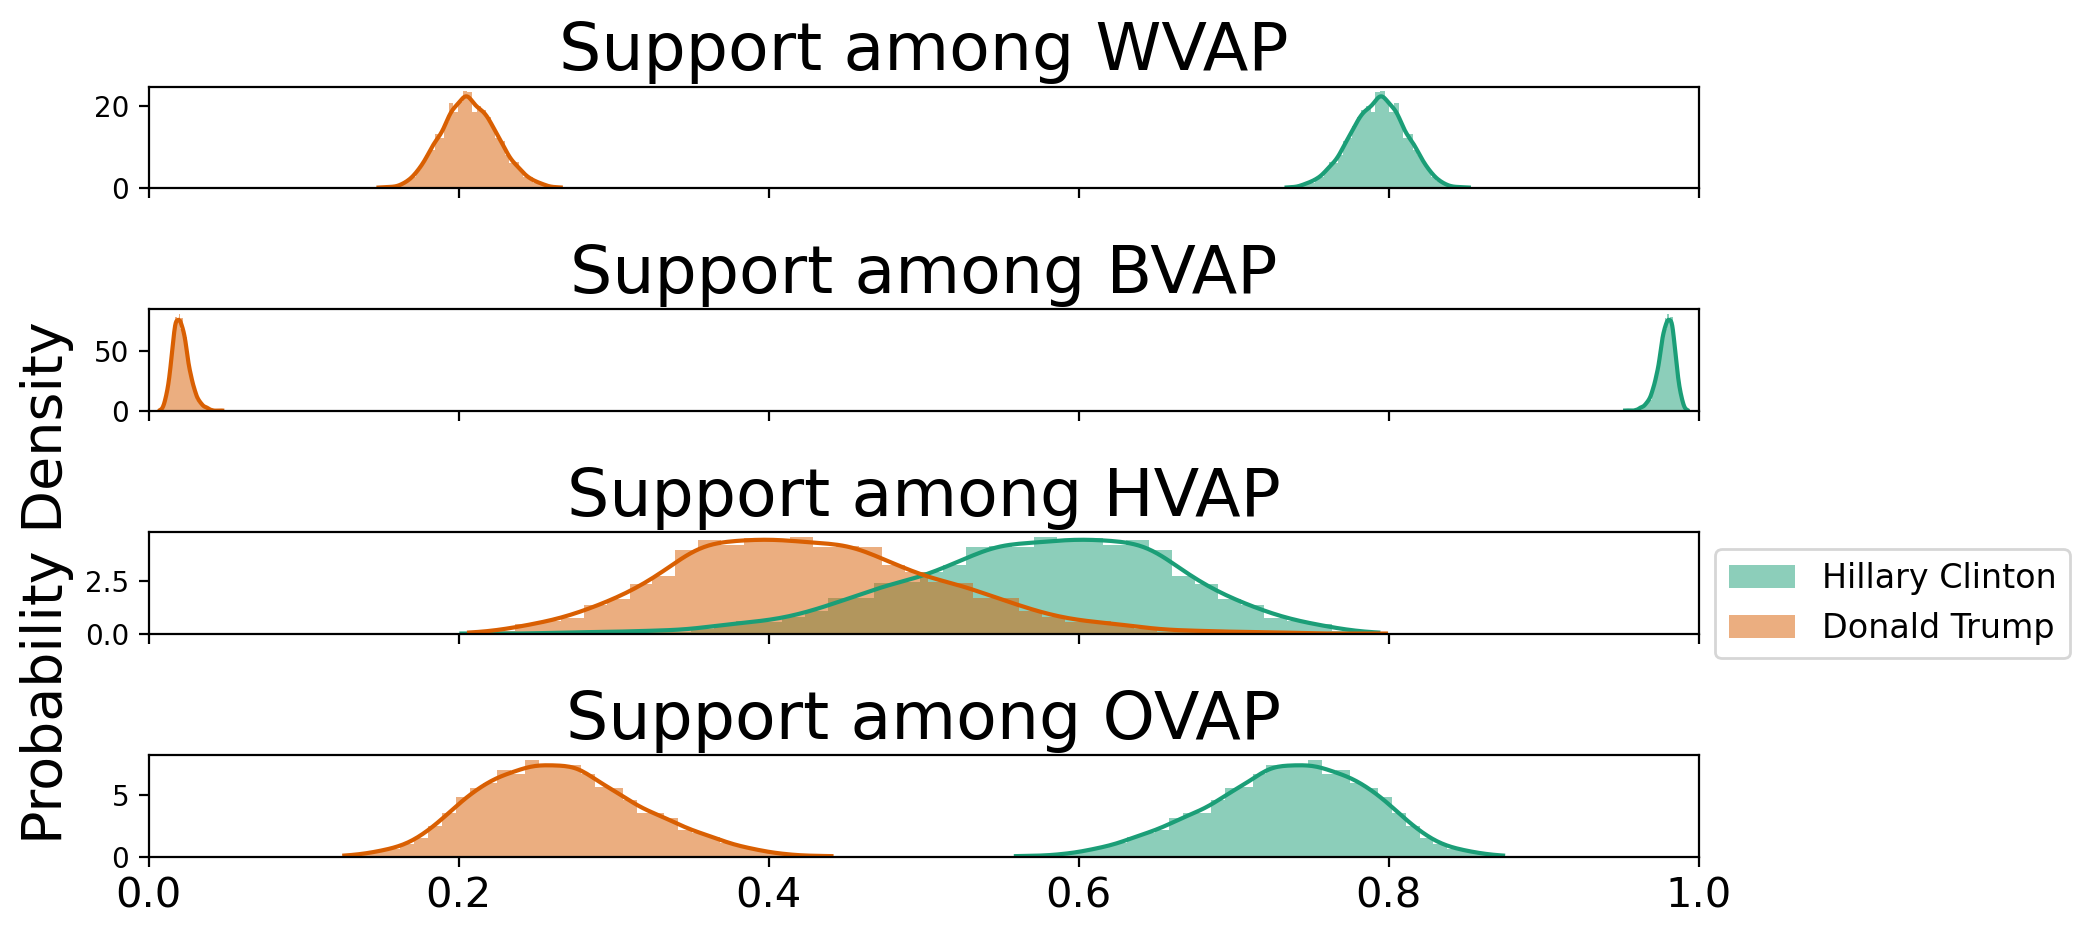 Support among WVAP
20
0
Support among BVAP
50
0
Support among HVAP
2.5
0.0
Support among OVAP
5
0
0.0 0.2 0.4 0.6 0.8 1.0
Probability Density
Hillary Clinton
Donald Trump